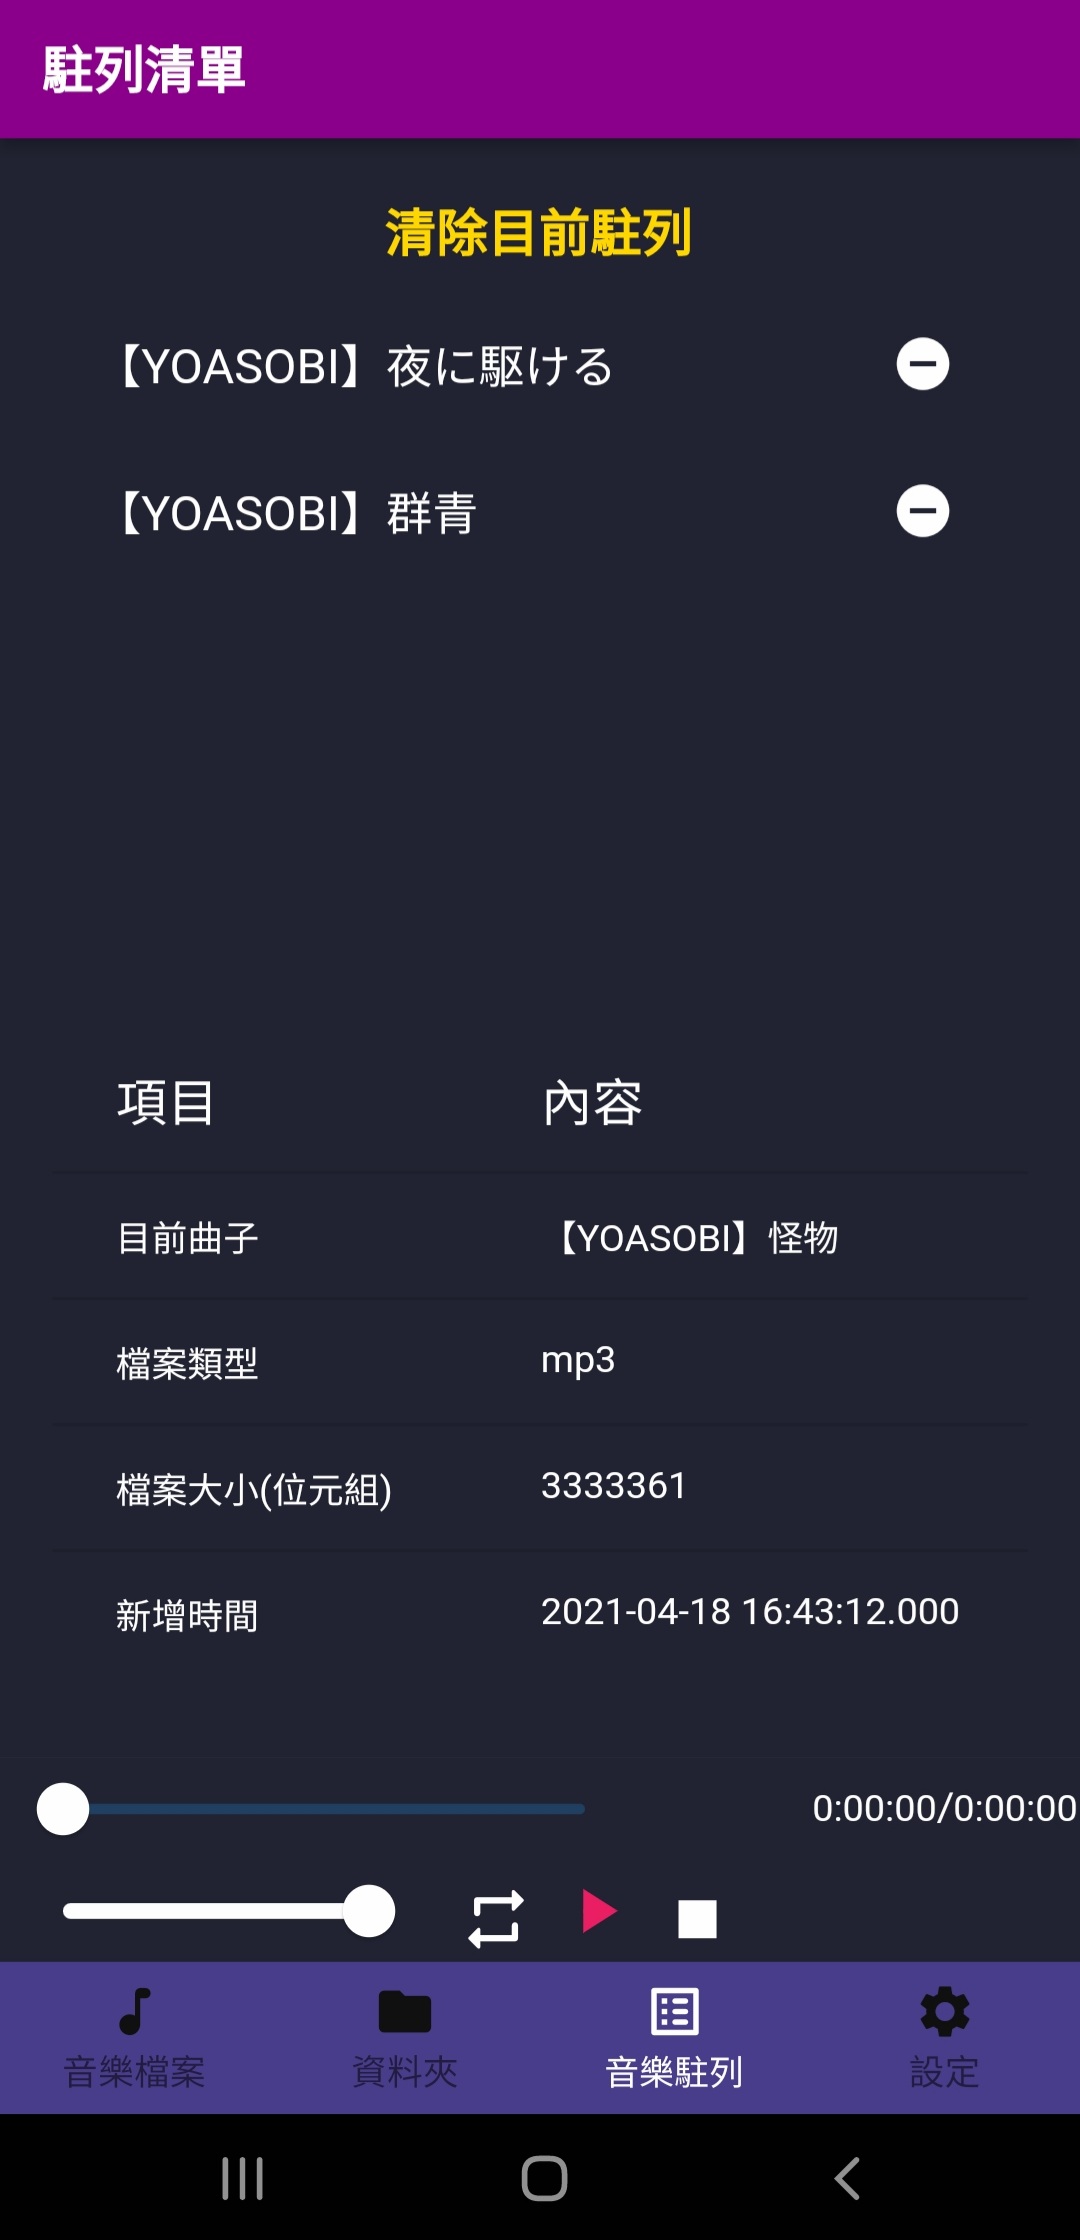 駐列清單
清除目前駐列
【YOASOBI】夜に駆ける
【YOASOBI】群青
項目 內容
目前曲子 【YOASOBI】怪物
檔案類型 mp3
檔案大小(位元組) 3333361
新增時間 2021-04-18 16:43:12.000
0:00:00/0:00:00
音樂檔案 資料夾 音樂駐列 設定